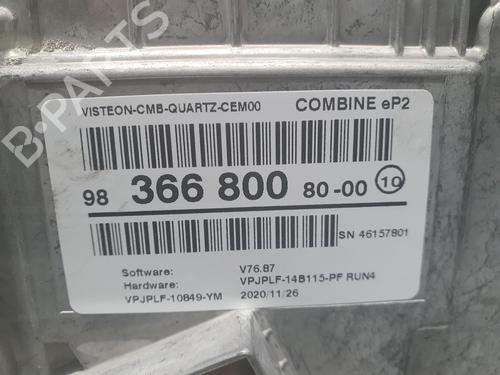 VISTEON-CMB-QUARTZ-CEM00 COMBINE eP2
98 366 800 80-00 10
SN 46157801
Software: V76.87
Hardware: VPJPLF-14B115-PF RUN4
VPJPLF-10849-YM 2020/11/26
B-PARTS